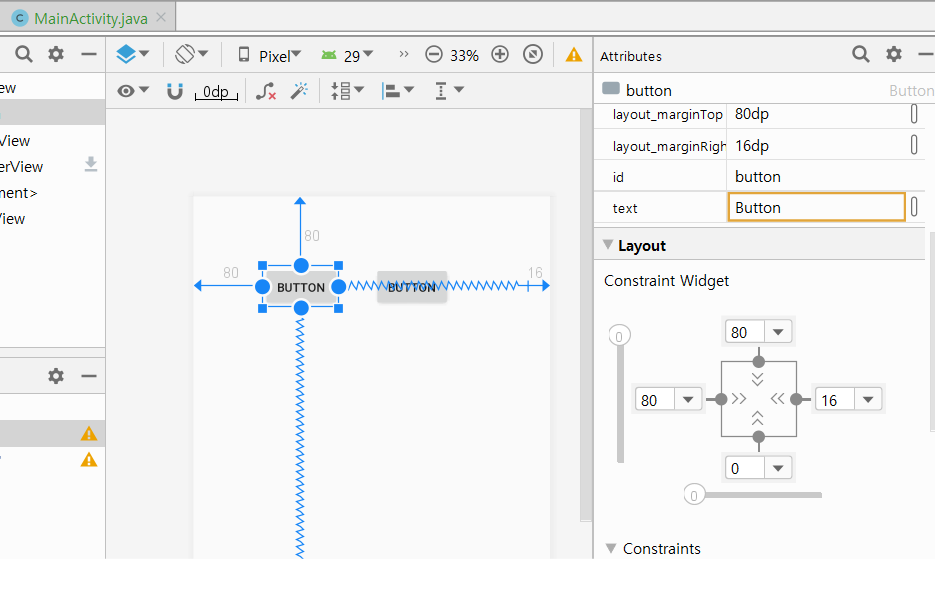 C MainActivity.java
Pixel 29 33%
0dp
Attributes
ew
button Button
layout_marginTop 80dp
View
layout_marginRigh 16dp
erView
id button
ment>
text Button
View
Layout
80
80 16
BUTTON BUTTON
Constraint Widget
0
80
80 16
0
0
Constraints